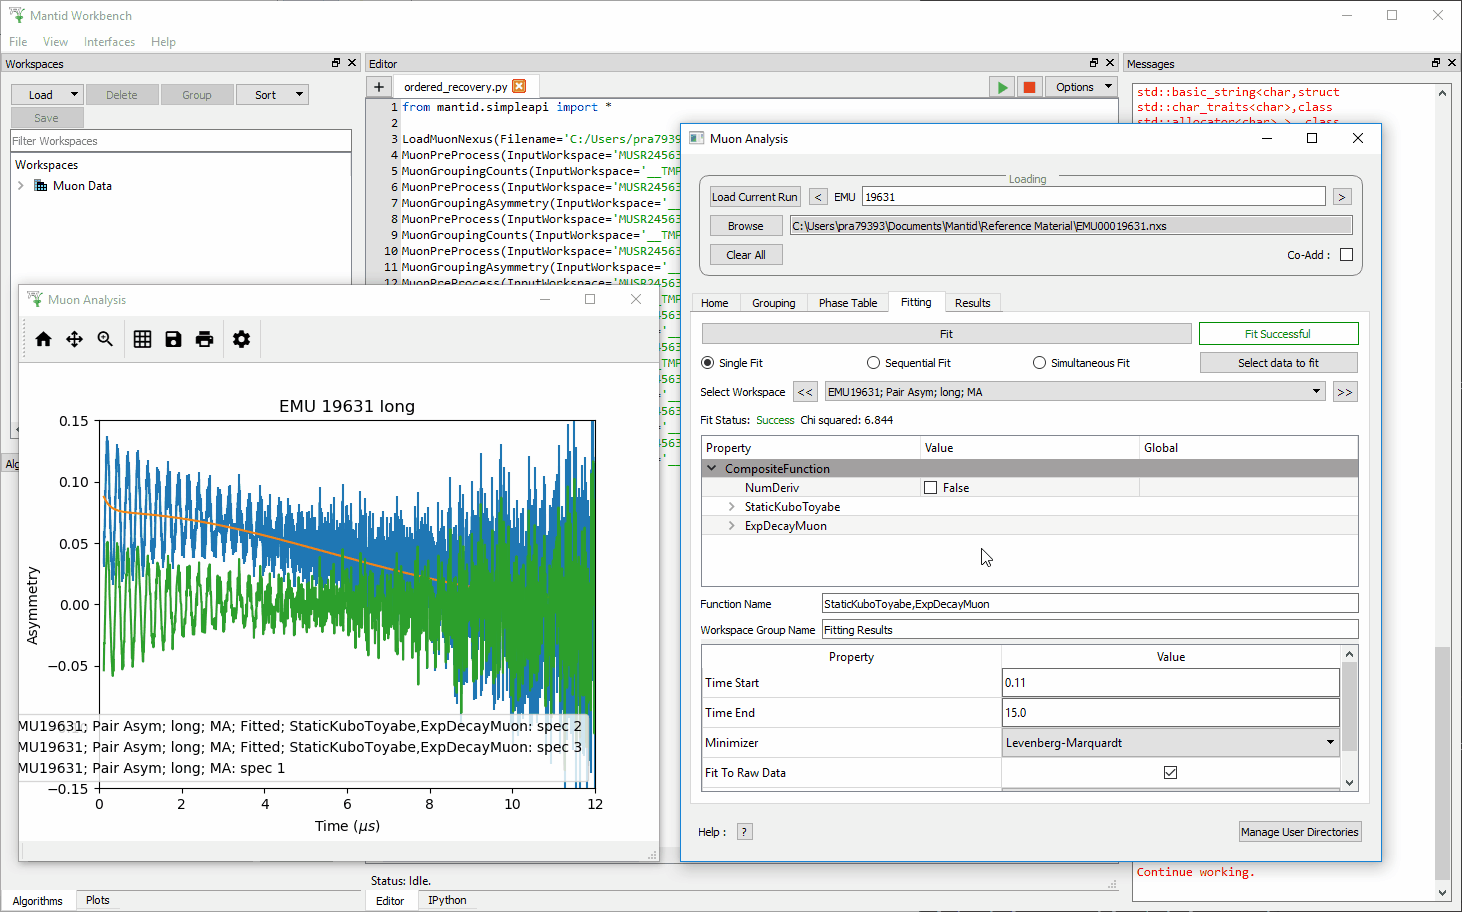 Mantid Workbench
File View Interfaces Help
Workspaces
Load Delete Group Sort
Save
Filter Workspaces
Workspaces
Muon Data
Editor
ordered_recovery.py
Options
1 from mantid.simpleapi import *
2
3 LoadMuonNexus(Filename='C:/Users/pra7939
4 MuonPreProcess(InputWorkspace='MUSR24563
5 MuonGroupingCounts(InputWorkspace='__TMP
6 MuonPreProcess(InputWorkspace='MUSR24563
7 MuonGroupingAsymmetry(InputWorkspace='__
8 MuonPreProcess(InputWorkspace='MUSR24563
9 MuonGroupingCounts(InputWorkspace='__TMP
10 MuonPreProcess(InputWorkspace='MUSR24563
11 MuonGroupingAsymmetry(InputWorkspace='__
Messages
std::basic_string<char,struct
std::char_traits<char>,class
Continue working.
Muon Analysis
EMU 19631 long
0.15
0.10
0.05
0.00
−0.05
−0.15
Asymmetry
0 2 4 6 8 10 12
Time (μs)
MU19631; Pair Asym; long; MA; Fitted; StaticKuboToyabe,ExpDecayMuon: spec 2
MU19631; Pair Asym; long; MA; Fitted; StaticKuboToyabe,ExpDecayMuon: spec 3
MU19631; Pair Asym; long; MA: spec 1
Muon Analysis
Loading
Load Current Run < EMU 19631 >
Browse C:\Users\pra79393\Documents\Mantid\Reference Material\EMU00019631.nxs
Clear All Co-Add :
Home Grouping Phase Table Fitting Results
Fit Fit Successful
Single Fit Sequential Fit Simultaneous Fit Select data to fit
Select Workspace << EMU19631; Pair Asym; long; MA >>
Fit Status: Success Chi squared: 6.844
Property Value Global
CompositeFunction
NumDeriv False
StaticKuboToyabe
ExpDecayMuon
Function Name StaticKuboToyabe,ExpDecayMuon
Workspace Group Name Fitting Results
Property Value
Time Start 0.11
Time End 15.0
Minimizer Levenberg-Marquardt
Fit To Raw Data
Help : ? Manage User Directories
Status: Idle.
Algorithms Plots
Editor IPython